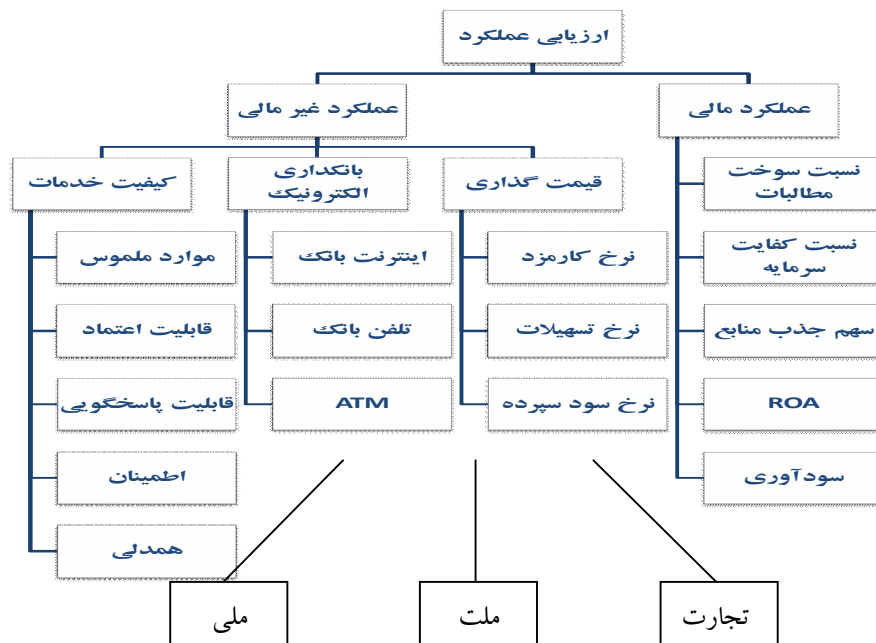 ارزیابی عملکرد
عملکرد مالی
عملکرد غیر مالی
نسبت سوخت
مطالبات
نسبت کفایت
سرمایه
سهم جذب منابع
ROA
سودآوری
قیمت گذاری
نرخ کارمزد
نرخ تسهیلات
نرخ سود سپرده
بانکداری
الکترونیک
اینترنت بانک
تلفن بانک
ATM
کیفیت خدمات
موارد ملموس
قابلیت اعتماد
قابلیت پاسخگویی
اطمینان
همدلی
تجارت
ملت
ملی